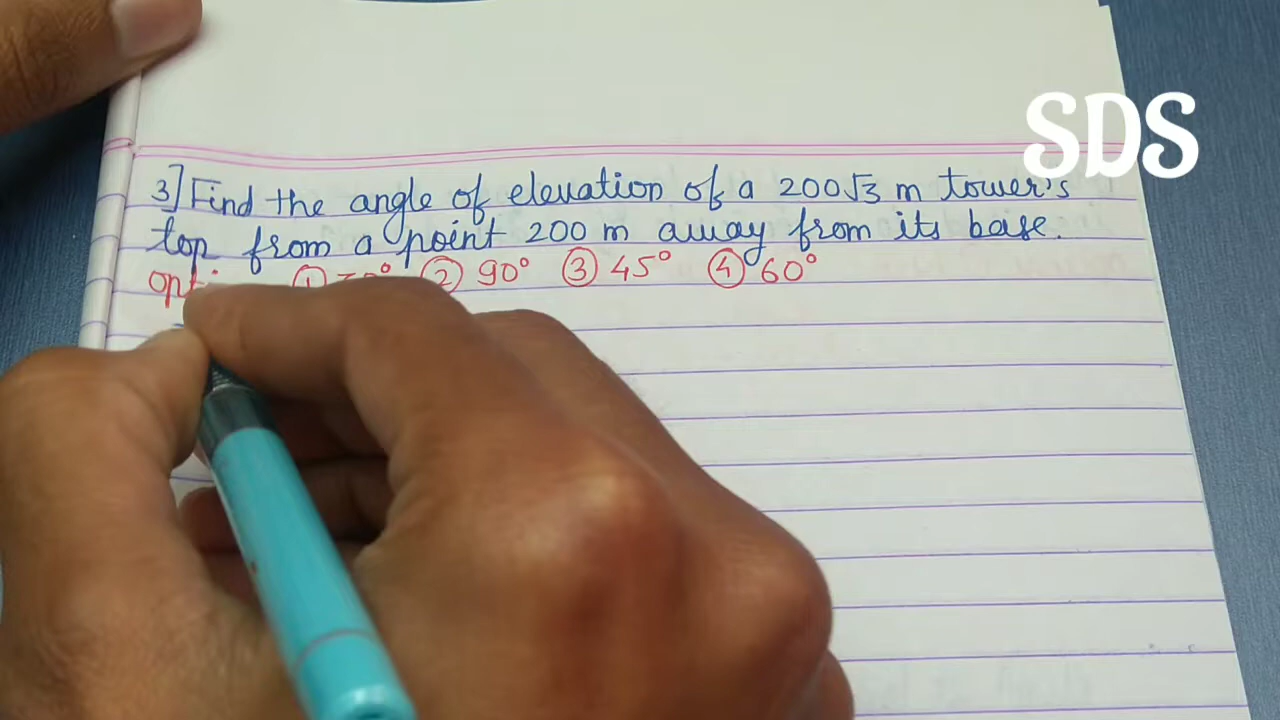 SDS
3] Find the angle of elevation of a 200√3 m tower's
top from a point 200 m away from its base.
① ② 90° ③ 45° ④ 60°